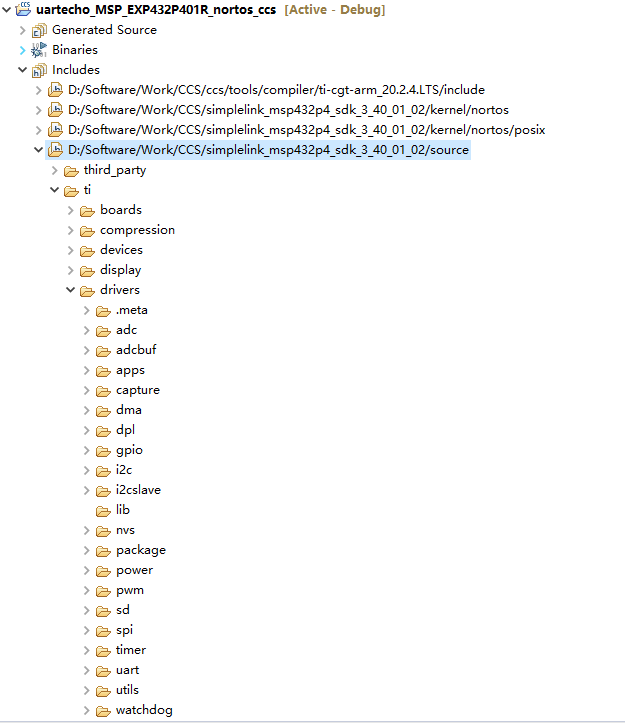 uartecho_MSP_EXP432P401R_nortos_ccs [Active - Debug]
Generated Source
Binaries
Includes
D:/Software/Work/CCS/ccs/tools/compiler/ti-cgt-arm_20.2.4.LTS/include
D:/Software/Work/CCS/simplelink_msp432p4_sdk_3_40_01_02/kernel/nortos
D:/Software/Work/CCS/simplelink_msp432p4_sdk_3_40_01_02/kernel/nortos/posix
D:/Software/Work/CCS/simplelink_msp432p4_sdk_3_40_01_02/source
third_party
ti
boards
compression
devices
display
drivers
.meta
adc
adcbuf
apps
capture
dma
dpl
gpio
i2c
i2cslave
lib
nvs
package
power
pwm
sd
spi
timer
uart
utils
watchdog